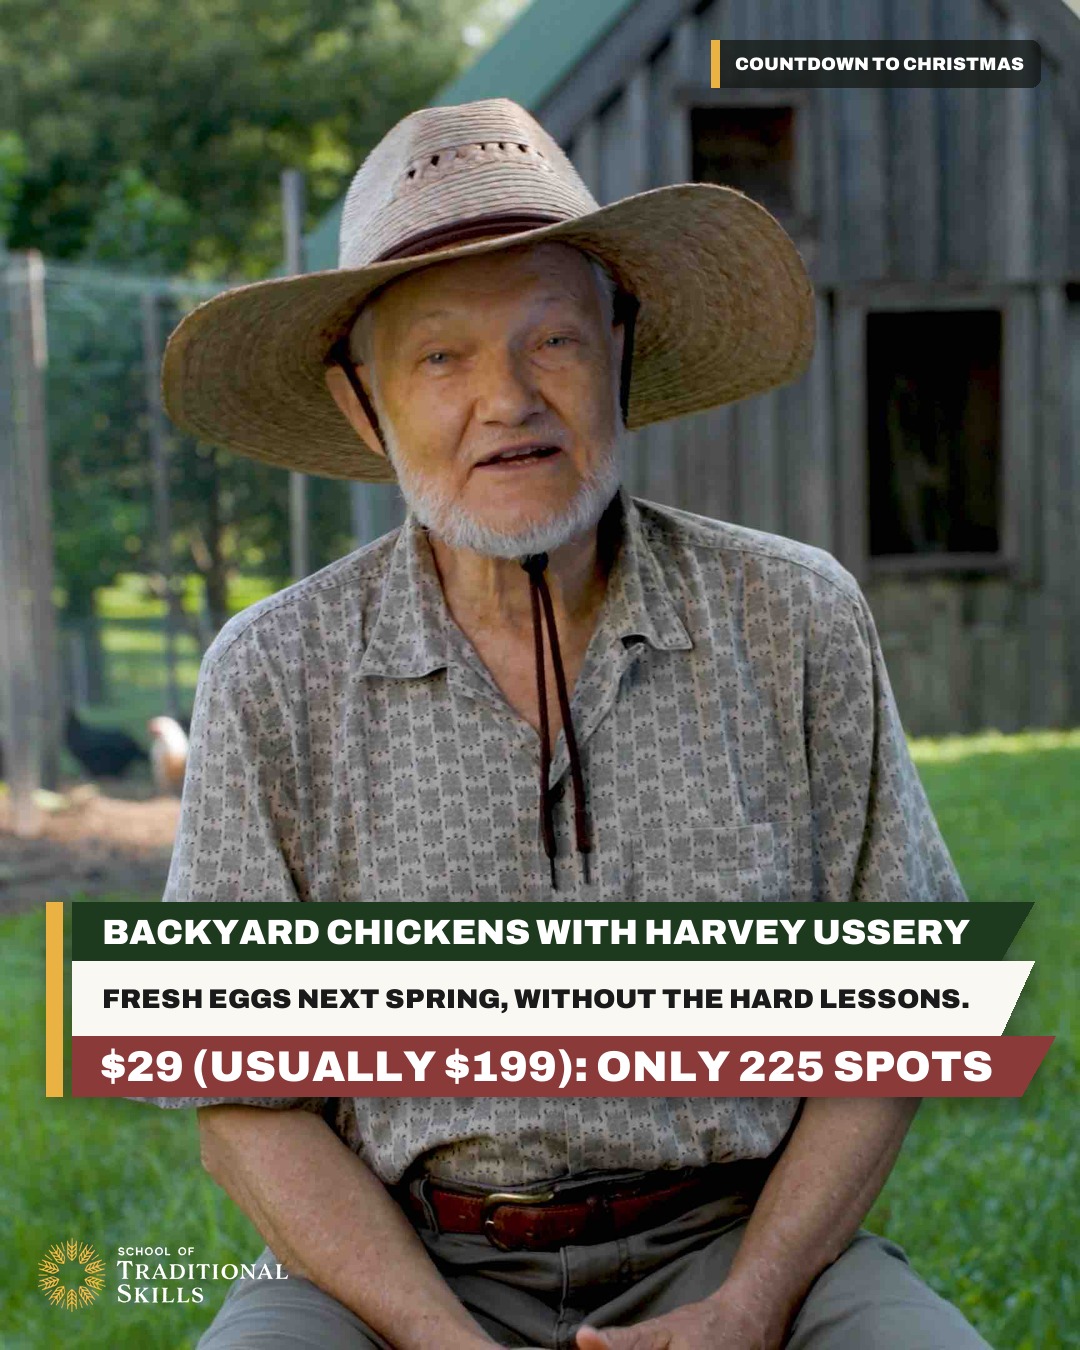 COUNTDOWN TO CHRISTMAS
BACKYARD CHICKENS WITH HARVEY USSERY
FRESH EGGS NEXT SPRING, WITHOUT THE HARD LESSONS.
$29 (USUALLY $199): ONLY 225 SPOTS
SCHOOL OF
TRADITIONAL
SKILLS